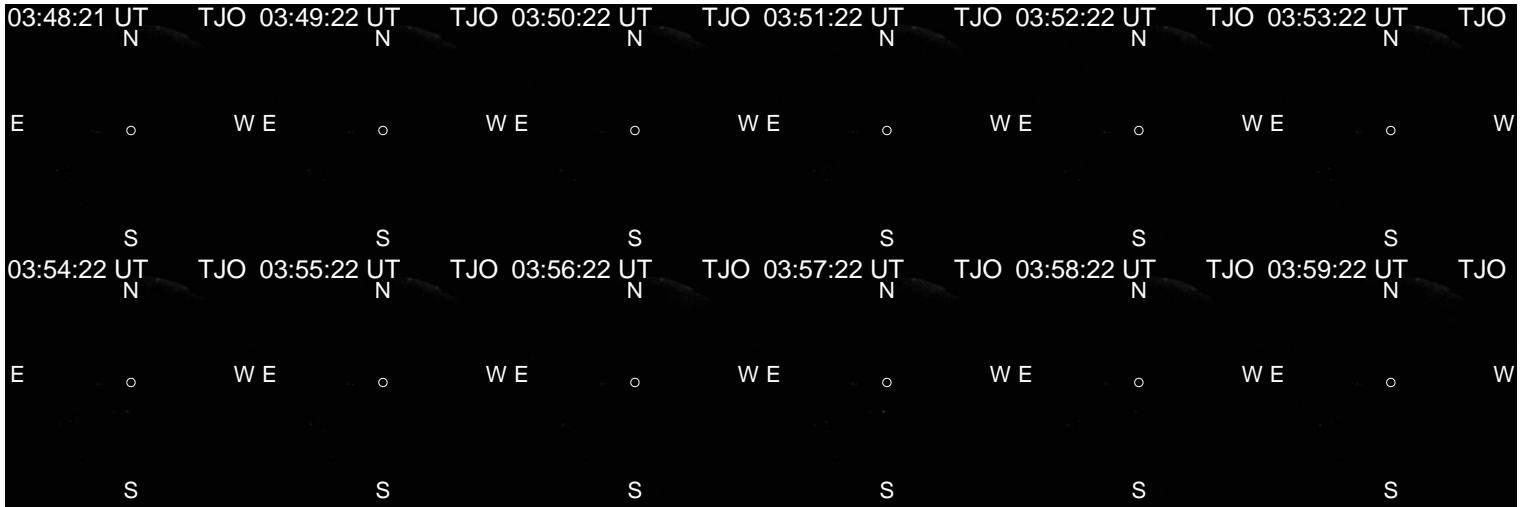 03:48:21 UT TJO 03:49:22 UT TJO 03:50:22 UT TJO 03:51:22 UT TJO 03:52:22 UT TJO 03:53:22 UT TJO
N N N N N N
E W E W E W E W E W E W
S S S S S S
03:54:22 UT TJO 03:55:22 UT TJO 03:56:22 UT TJO 03:57:22 UT TJO 03:58:22 UT TJO 03:59:22 UT TJO
N N N N N N
E W E W E W E W E W E W
S S S S S S